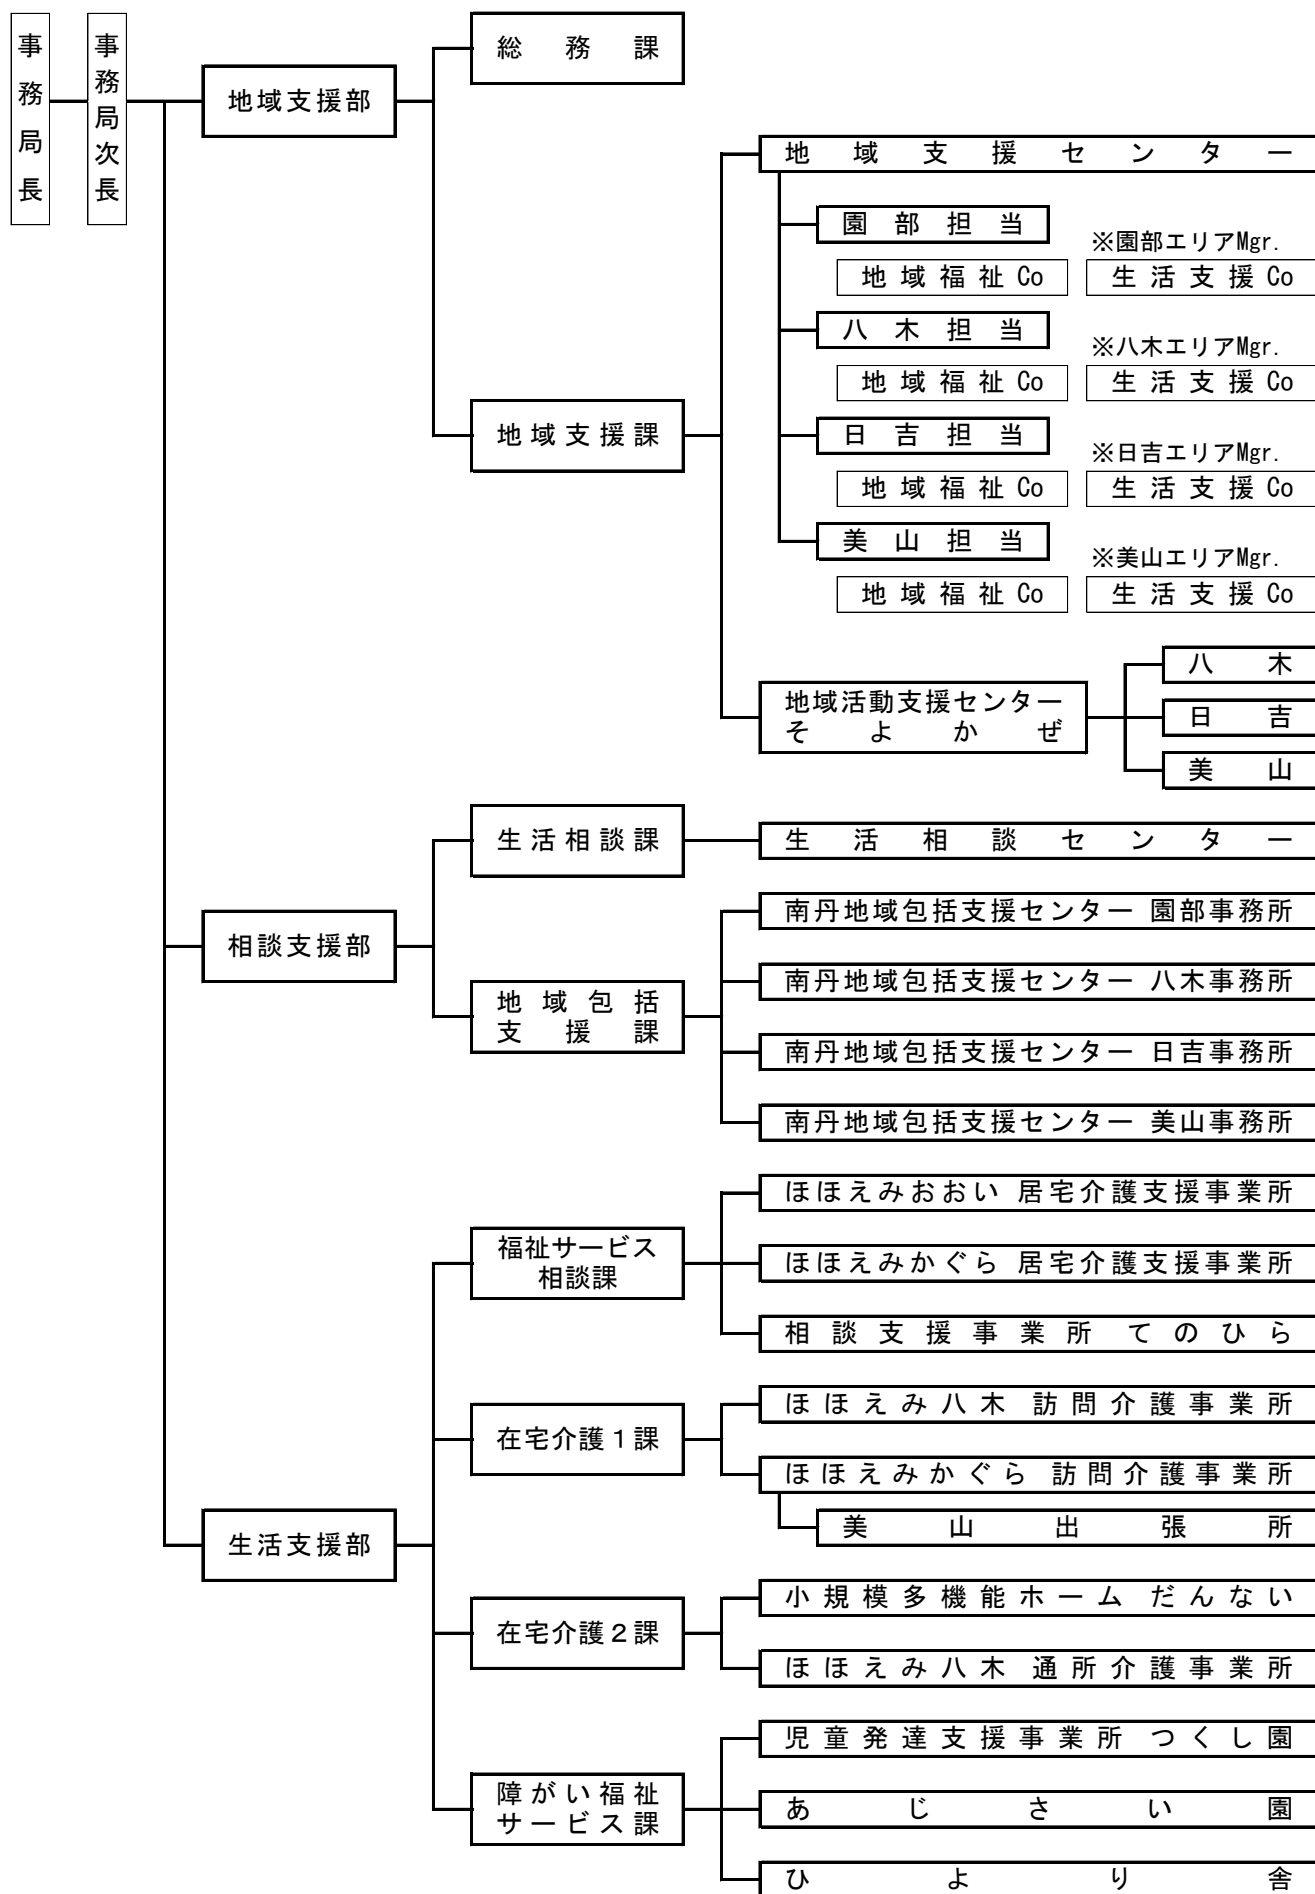 事務局長
事務局次長
地域支援部
総務課
地域支援センター
園部担当
※園部エリアMgr.
地域福祉Co
生活支援Co
八木担当
※八木エリアMgr.
地域福祉Co
生活支援Co
地域支援課
日吉担当
※日吉エリアMgr.
地域福祉Co
生活支援Co
美山担当
※美山エリアMgr.
地域福祉Co
生活支援Co
地域活動支援センター
そよかぜ
八木
日吉
美山
相談支援部
生活相談課
生活相談センター
地域包括
支援課
南丹地域包括支援センター 園部事務所
南丹地域包括支援センター 八木事務所
南丹地域包括支援センター 日吉事務所
南丹地域包括支援センター 美山事務所
生活支援部
福祉サービス
相談課
ほほえみおおい 居宅介護支援事業所
ほほえみかぐら 居宅介護支援事業所
相談支援事業所 てのひら
在宅介護１課
ほほえみ八木 訪問介護事業所
ほほえみかぐら 訪問介護事業所
美山出張所
在宅介護２課
小規模多機能ホーム だんない
ほほえみ八木 通所介護事業所
障がい福祉
サービス課
児童発達支援事業所 つくし園
あじさい園
ひより舎